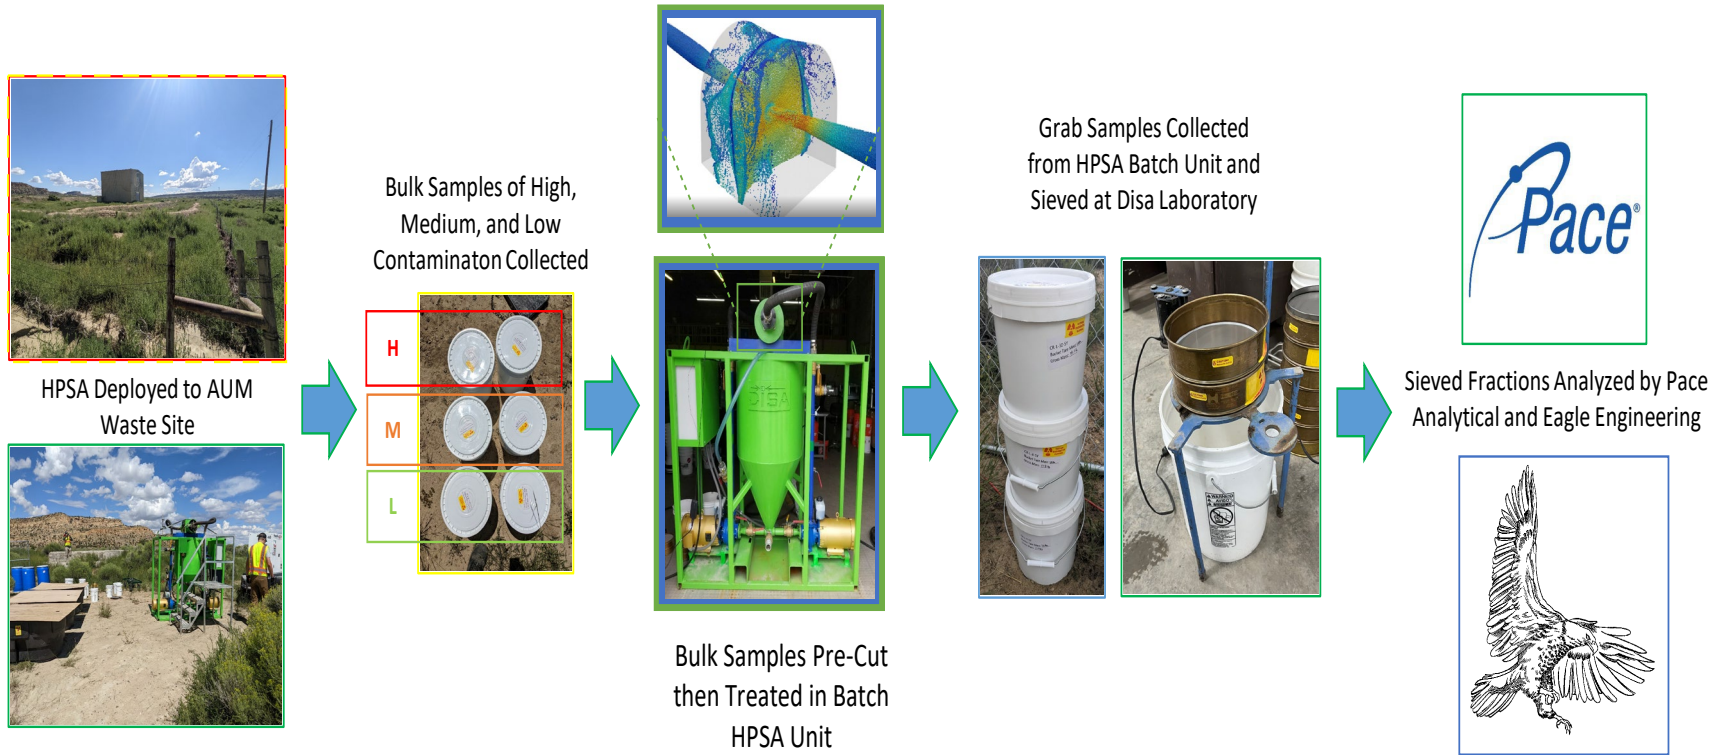 HPSA Deployed to AUM
Waste Site
Bulk Samples of High,
Medium, and Low
Contaminaton Collected
H
M
L
DISA
Bulk Samples Pre-Cut
then Treated in Batch
HPSA Unit
Grab Samples Collected
from HPSA Batch Unit and
Sieved at Disa Laboratory
WARNING
Pace®
Sieved Fractions Analyzed by Pace
Analytical and Eagle Engineering